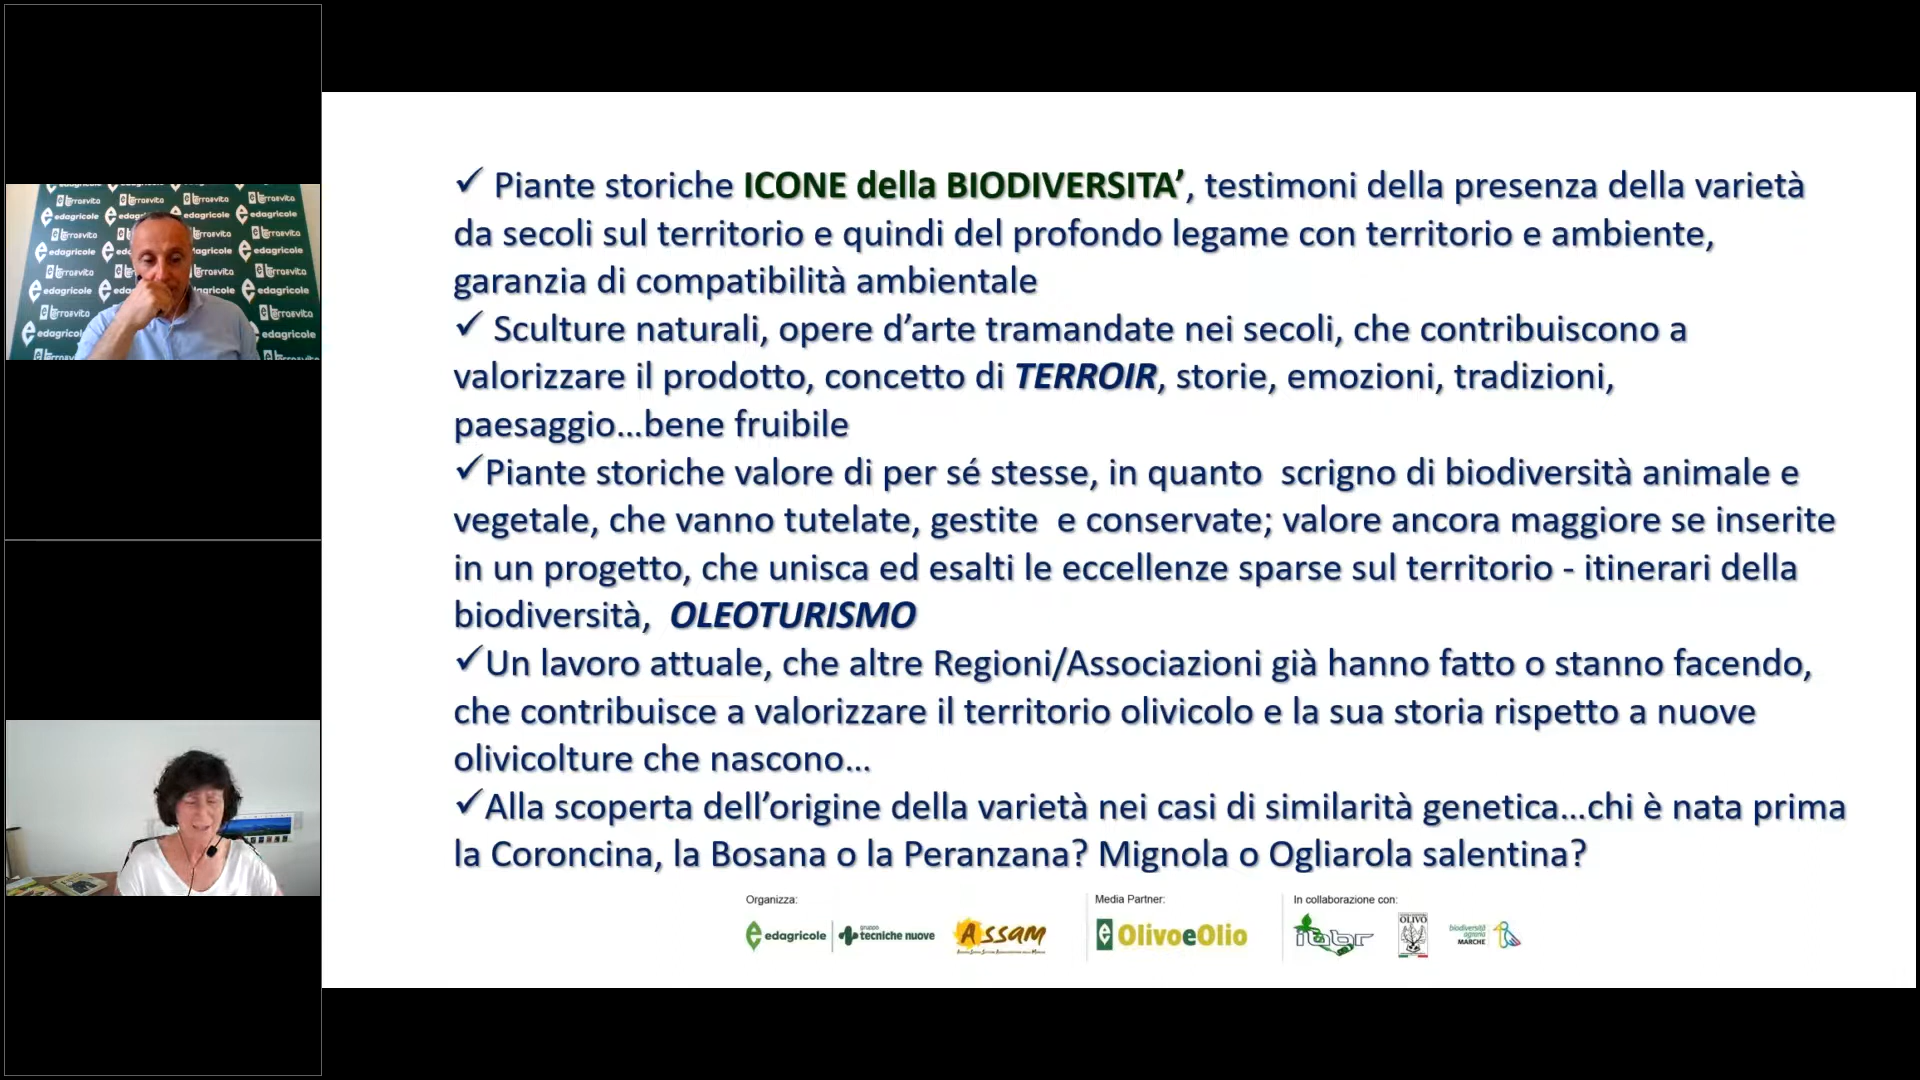 ✓ Piante storiche ICONE della BIODIVERSITA’, testimoni della presenza della varietà
da secoli sul territorio e quindi del profondo legame con territorio e ambiente,
garanzia di compatibilità ambientale
✓ Sculture naturali, opere d’arte tramandate nei secoli, che contribuiscono a
valorizzare il prodotto, concetto di TERROIR, storie, emozioni, tradizioni,
paesaggio…bene fruibile
✓Piante storiche valore di per sé stesse, in quanto scrigno di biodiversità animale e
vegetale, che vanno tutelate, gestite e conservate; valore ancora maggiore se inserite
in un progetto, che unisca ed esalti le eccellenze sparse sul territorio - itinerari della
biodiversità, OLEOTURISMO
✓Un lavoro attuale, che altre Regioni/Associazioni già hanno fatto o stanno facendo,
che contribuisce a valorizzare il territorio olivicolo e la sua storia rispetto a nuove
olivicolture che nascono…
✓Alla scoperta dell’origine della varietà nei casi di similarità genetica…chi è nata prima
la Coroncina, la Bosana o la Peranzana? Mignola o Ogliarola salentina?
Organizza:
edagricole
gruppo
tecniche nuove
ASSAM
Media Partner:
OlivoeOlio
In collaborazione con:
ibbr
OLIVO
biodiversità
agraria
MARCHE
terraevita
edagricole